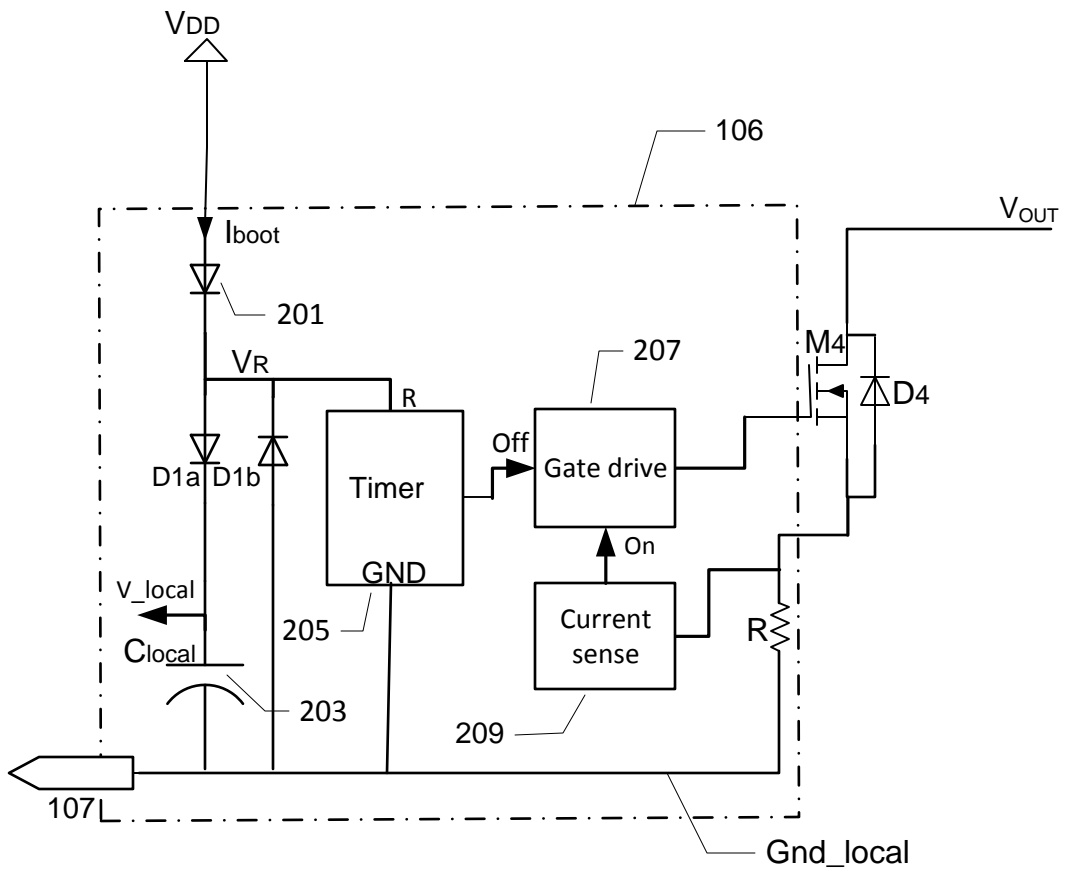 VDD
106
Iboot
VOUT
201
207
M4
VR
R
D4
Off
D1a D1b
Timer
Gate drive
On
GND
V_local
Current
sense
205
R
Clocal
203
209
107
Gnd_local